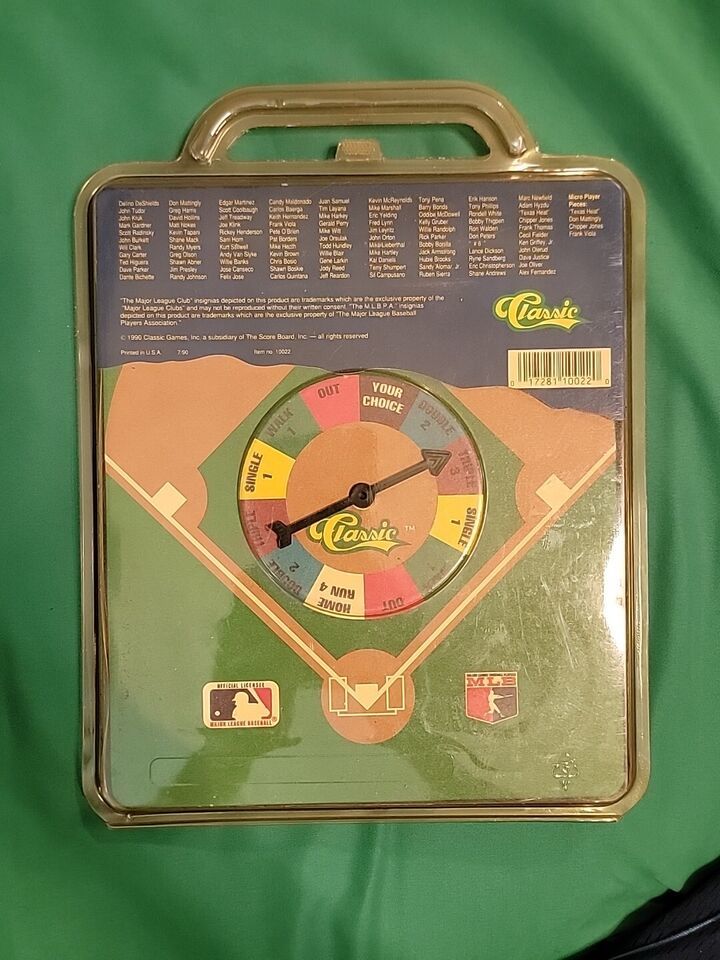 Delino DeShields
John Tudor
John Kruk
Mark Gardner
Scott Radinsky
John Burkett
Will Clark
Gary Carter
Ted Higuera
Dave Parker
Dante Bichette
Don Mattingly
Greg Harris
David Hollins
Matt Nokes
Kevin Tapani
Shane Mack
Randy Myers
Greg Olson
Shawn Abner
Jim Presley
Randy Johnson
Edgar Martinez
Scott Coolbaugh
Jeff Treadway
Joe Klink
Rickey Henderson
Sam Horn
Kurt Stillwell
Andy Van Slyke
Willie Banks
Jose Canseco
Felix Jose
Candy Maldonado
Carlos Baerga
Keith Hernandez
Frank Viola
Pete O'Brien
Pat Borders
Mike Heath
Kevin Brown
Chris Bosio
Shawn Boskie
Carlos Quintana
Juan Samuel
Tim Layana
Mike Harkey
Gerald Perry
Mike Witt
Joe Orsulak
Todd Hundley
Willie Blair
Gene Larkin
Jody Reed
Jeff Reardon
Kevin McReynolds
Mike Marshall
Eric Yelding
Fred Lynn
Jim Leyritz
John Orton
Mike Lieberthal
Mike Hartley
Kal Daniels
Terry Shumpert
Sil Campusano
Tony Pena
Barry Bonds
Oddibe McDowell
Kelly Gruber
Willie Randolph
Rick Parker
Bobby Bonilla
Jack Armstrong
Hubie Brooks
Sandy Alomar, Jr.
Ruben Sierra
Erik Hanson
Tony Phillips
Rondell White
Bobby Thigpen
Ron Walden
Don Peters
" # 6 "
Lance Dickson
Ryne Sandberg
Eric Christopherson
Shane Andrews
Marc Newfield
Adam Hyzdu
"Texas Heat"
Chipper Jones
Frank Thomas
Cecil Fielder
Ken Griffey, Jr.
John Olerud
Dave Justice
Joe Oliver
Alex Fernandez
Micro Player
Pieces:
"Texas Heat"
Don Mattingly
Chipper Jones
Frank Viola
"The Major League Club" insignias depicted on this product are trademarks which are the exclusive property of the
"Major League Clubs" and may not be reproduced without their written consent. "The M.L.B.P.A." insignias
depicted on this product are trademarks which are the exclusive property of "The Major League Baseball
Players Association."
© 1990 Classic Games, Inc. a subsidiary of The Score Board, Inc. — all rights reserved
Printed in U.S.A. 7-90 Item no. 10022
Classic
0 17281 10022 0
OUT
YOUR
CHOICE
DOUBLE
2
TRIPLE
3
SINGLE
1
OUT
HOME
RUN 4
DOUBLE
2
TRIPLE
SINGLE
1
WALK
1
Classic ™
OFFICIAL LICENSEE
MAJOR LEAGUE BASEBALL
MLB